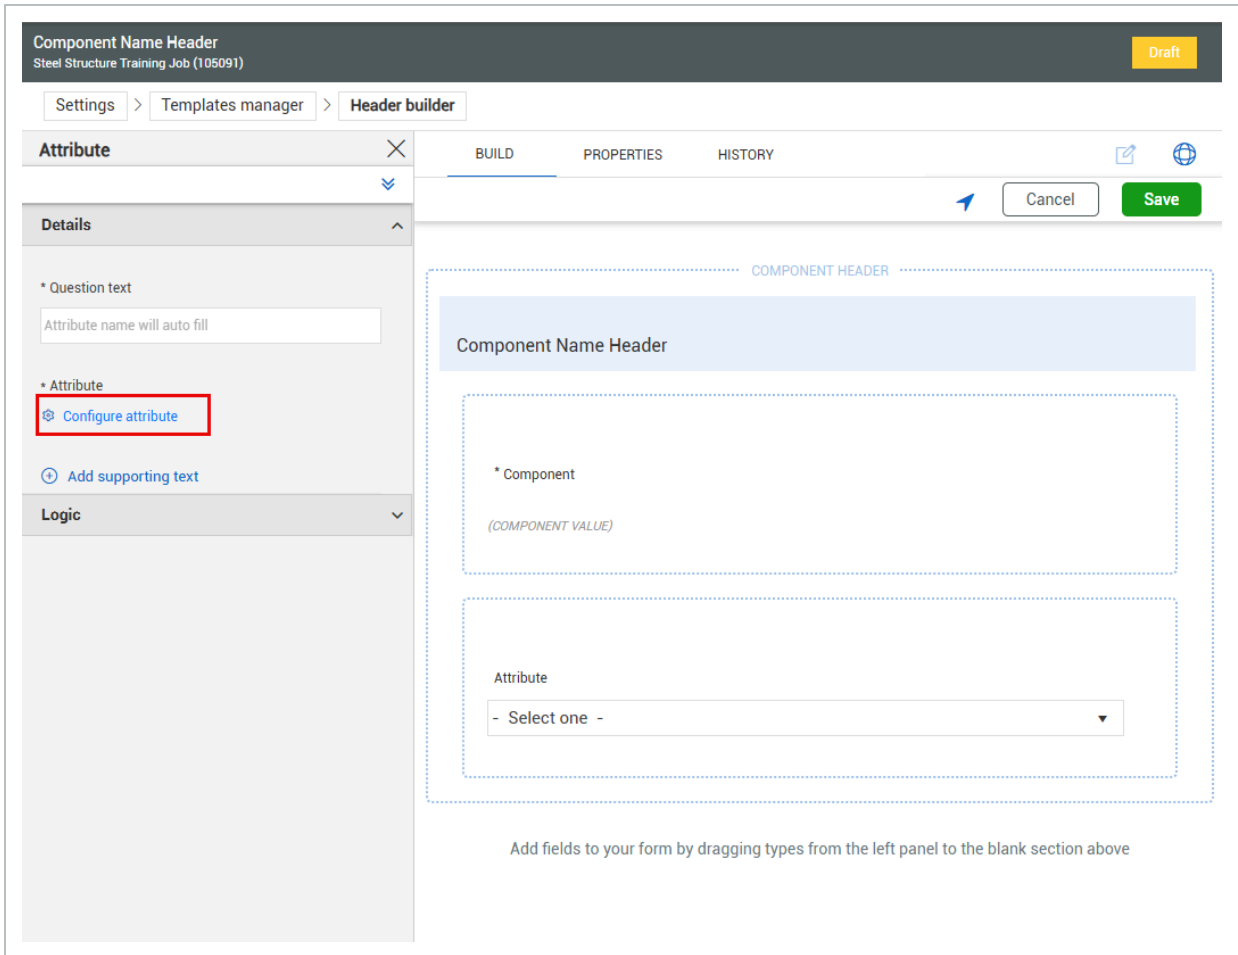 Component Name Header
Steel Structure Training Job (105091)
Draft
Settings > Templates manager > Header builder
Attribute
BUILD PROPERTIES HISTORY
Cancel Save
Details
* Question text
Attribute name will auto fill
* Attribute
Configure attribute
Add supporting text
Logic
COMPONENT HEADER
Component Name Header
* Component
(COMPONENT VALUE)
Attribute
- Select one -
Add fields to your form by dragging types from the left panel to the blank section above